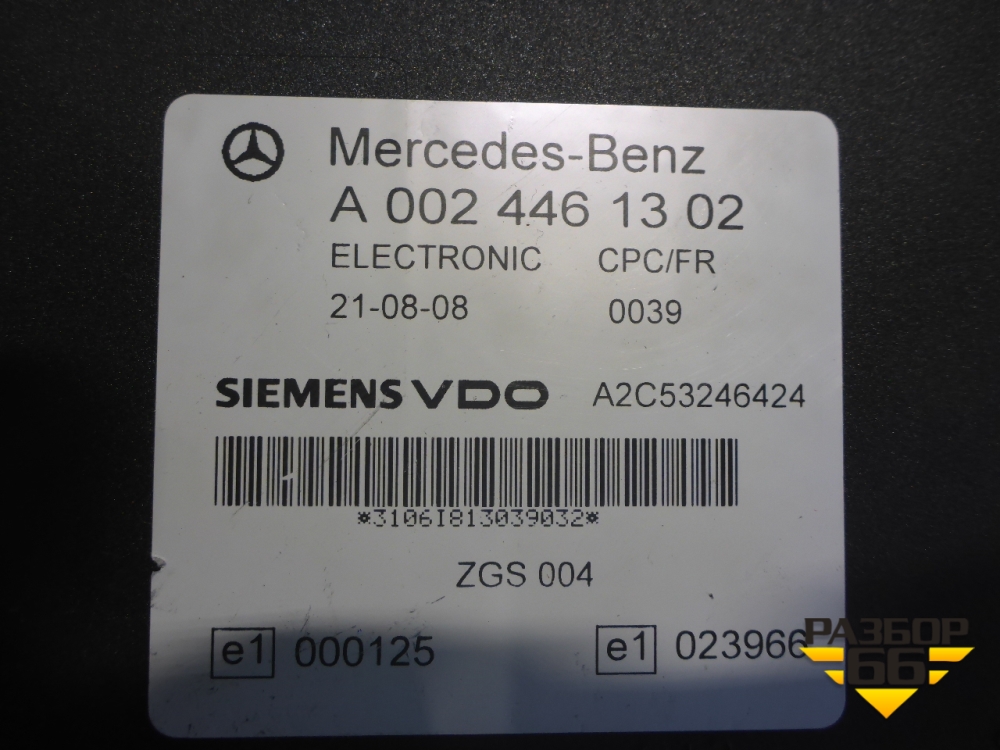 Mercedes-Benz
A 002 446 13 02
ELECTRONIC CPC/FR
21-08-08 0039
SIEMENS VDO A2C53246424
*3106I813039032*
ZGS 004
e1 000125 e1 023966
РАЗБОР
66